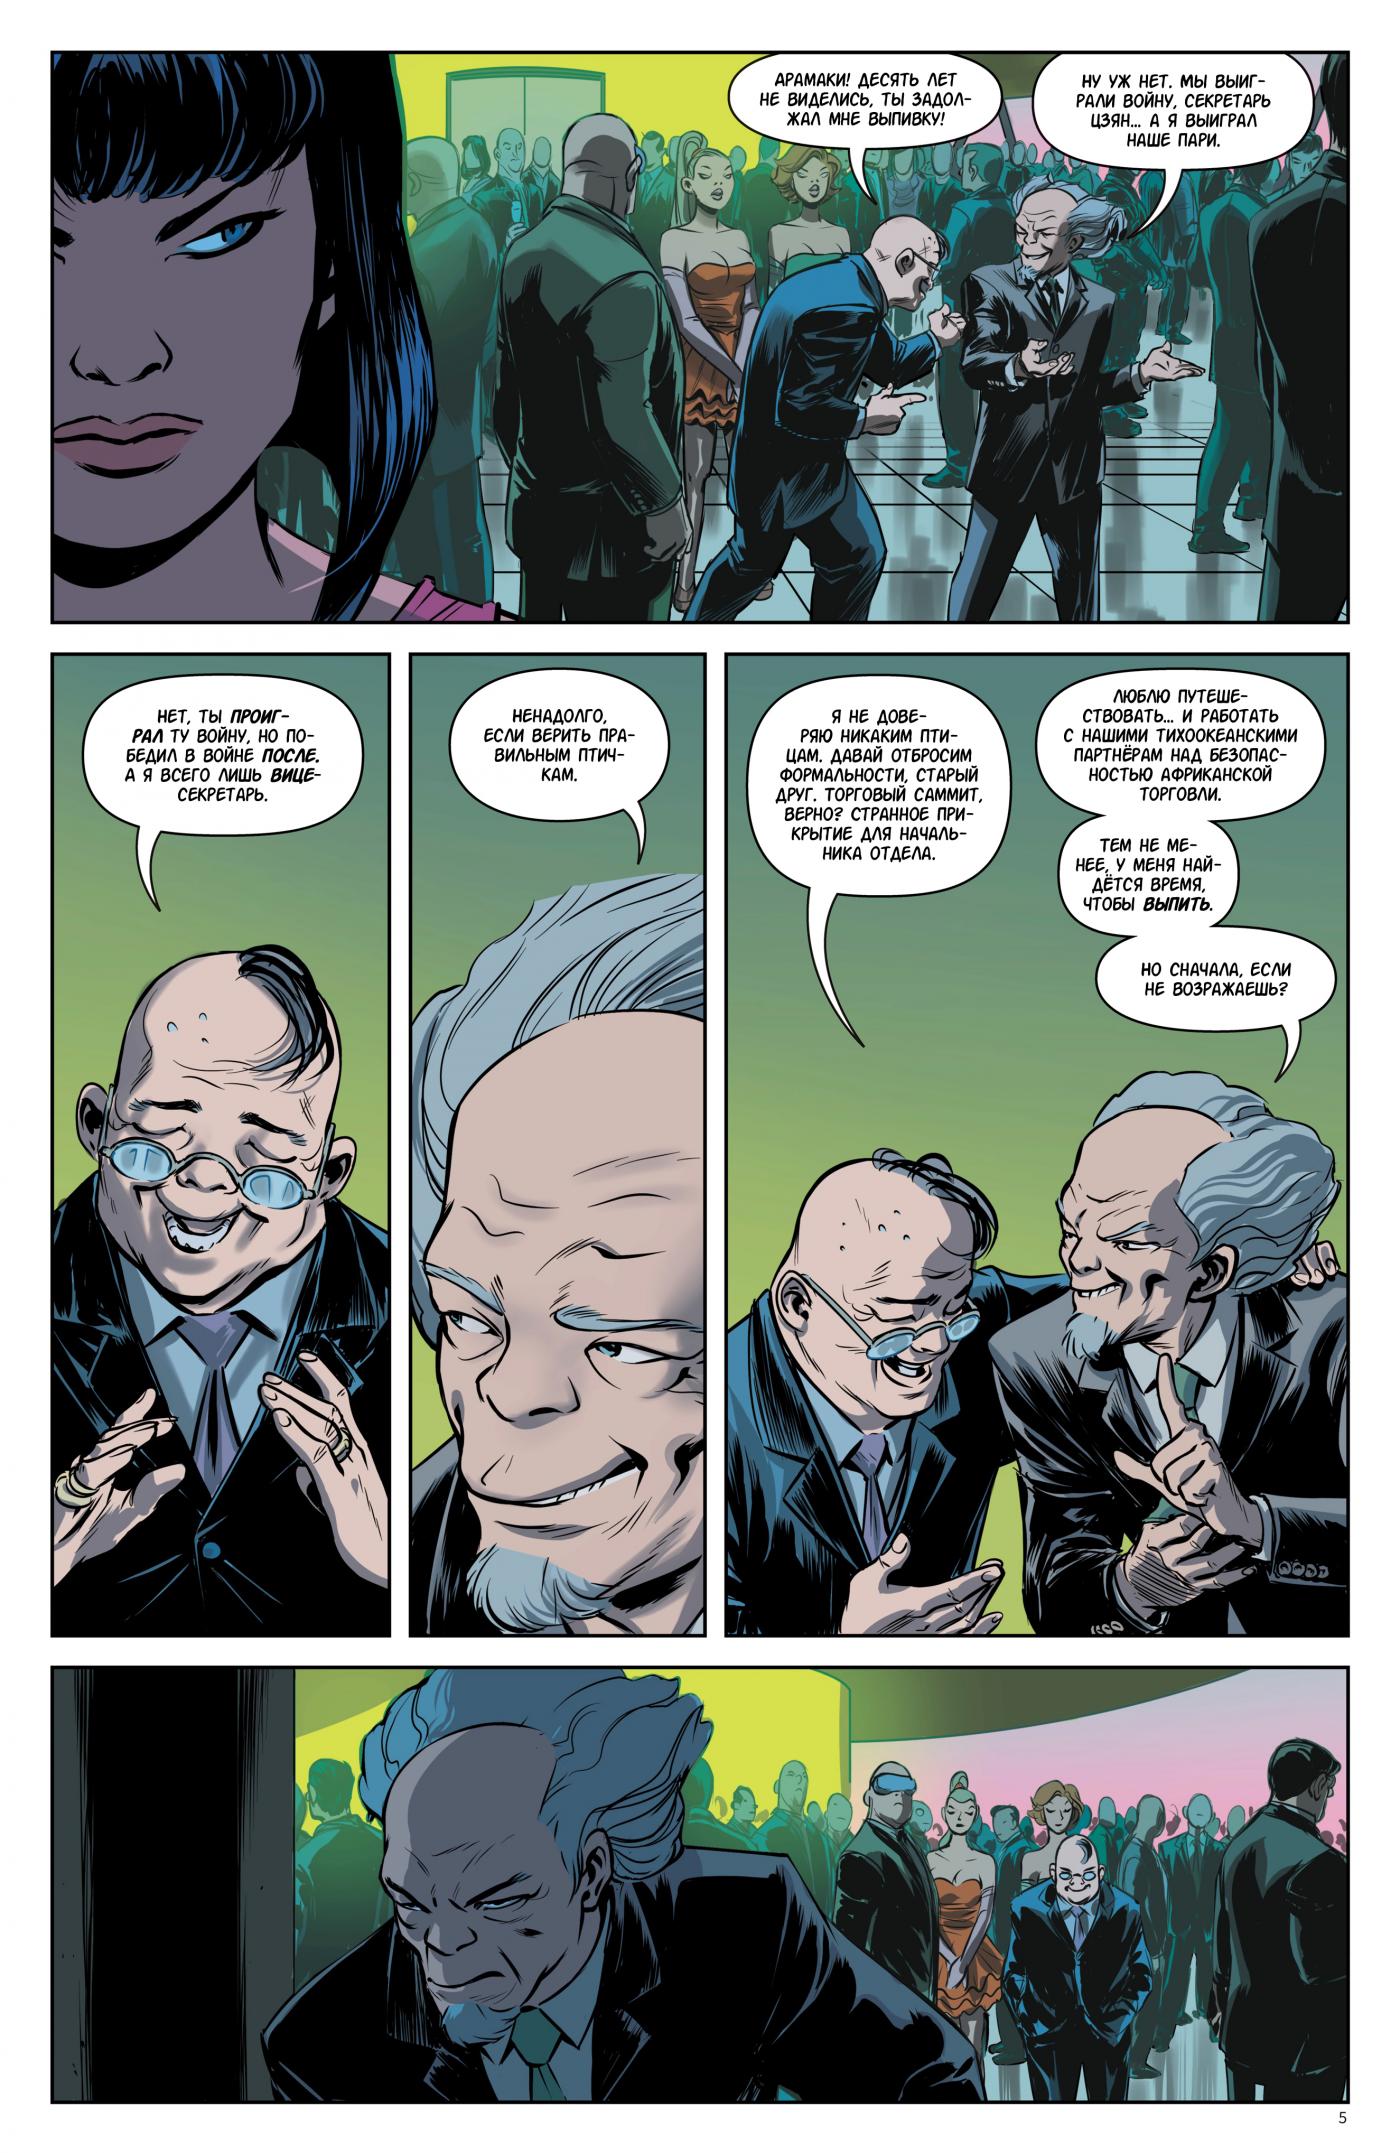 АРАМАКИ! ДЕСЯТЬ ЛЕТ
НЕ ВИДЕЛИСЬ, ТЫ ЗАДОЛ-
ЖАЛ МНЕ ВЫПИВКУ!
НУ УЖ НЕТ. МЫ ВЫИГ-
РАЛИ ВОЙНУ, СЕКРЕТАРЬ
ЦЗЯН... А Я ВЫИГРАЛ
НАШЕ ПАРИ.
НЕТ, ТЫ ПРОИГ-
РАЛ ТУ ВОЙНУ, НО ПО-
БЕДИЛ В ВОЙНЕ ПОСЛЕ.
А Я ВСЕГО ЛИШЬ ВИЦЕ-
СЕКРЕТАРЬ.
НЕНАДОЛГО,
ЕСЛИ ВЕРИТЬ ПРА-
ВИЛЬНЫМ ПТИЧ-
КАМ.
Я НЕ ДОВЕ-
РЯЮ НИКАКИМ ПТИ-
ЦАМ. ДАВАЙ ОТБРОСИМ
ФОРМАЛЬНОСТИ, СТАРЫЙ
ДРУГ. ТОРГОВЫЙ САММИТ,
ВЕРНО? СТРАННОЕ ПРИ-
КРЫТИЕ ДЛЯ НАЧАЛЬ-
НИКА ОТДЕЛА.
ЛЮБЛЮ ПУТЕШЕ-
СТВОВАТЬ... И РАБОТАТЬ
С НАШИМИ ТИХООКЕАНСКИМИ
ПАРТНЁРАМ НАД БЕЗОПАС-
НОСТЬЮ АФРИКАНСКОЙ
ТОРГОВЛИ.
ТЕМ НЕ МЕ-
НЕЕ, У МЕНЯ НАЙ-
ДЁТСЯ ВРЕМЯ,
ЧТОБЫ ВЫПИТЬ.
НО СНАЧАЛА, ЕСЛИ
НЕ ВОЗРАЖАЕШЬ?
5